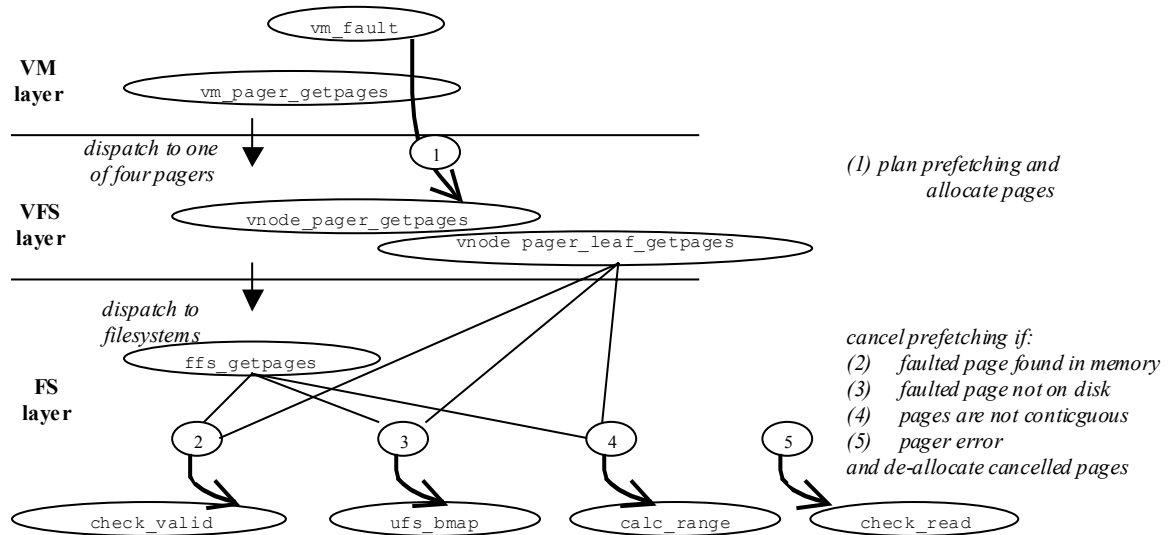 vm_fault
VM
layer
vm_pager_getpages
dispatch to one
of four pagers
1
(1) plan prefetching and
allocate pages
VFS
layer
vnode_pager_getpages
vnode pager_leaf_getpages
dispatch to
filesystems
ffs_getpages
FS
layer
cancel prefetching if:
(2) faulted page found in memory
(3) faulted page not on disk
(4) pages are not conticguous
(5) pager error
and de-allocate cancelled pages
2
3
4
5
check_valid
ufs_bmap
calc_range
check_read